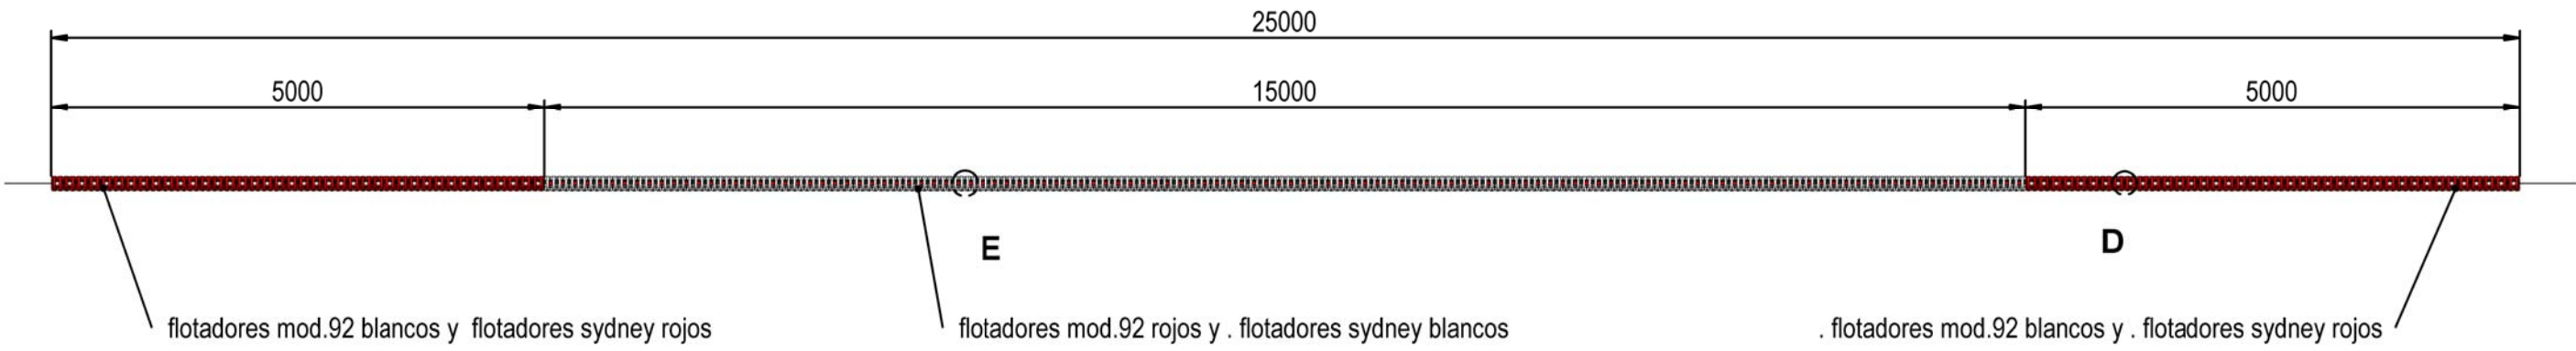 25000
5000
15000
5000
E
D
flotadores mod.92 blancos y flotadores sydney rojos
flotadores mod.92 rojos y . flotadores sydney blancos
. flotadores mod.92 blancos y . flotadores sydney rojos